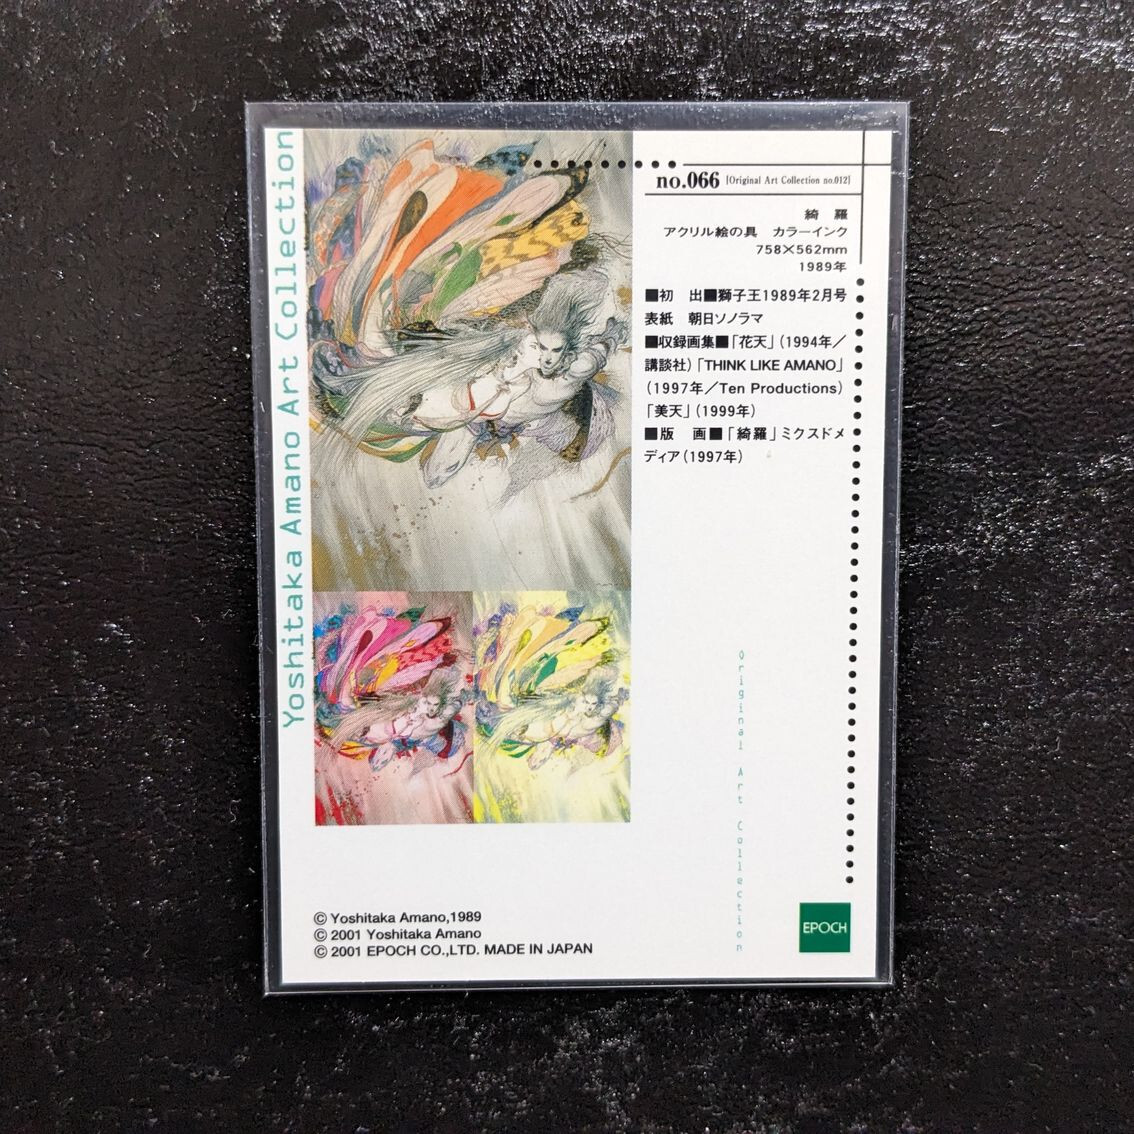 Yoshitaka Amano Art Collection
no.066 [Original Art Collection no.012]
綺 羅
アクリル絵の具 カラーインク
758×562mm
1989年
■初 出■獅子王1989年2月号
表紙 朝日ソノラマ
■収録画集■「花天」(1994年/
講談社)「THINK LIKE AMANO」
(1997年/Ten Productions)
「美天」(1999年)
■版 画■「綺羅」ミクスドメ
ディア(1997年)
Original Art Collection
© Yoshitaka Amano,1989
© 2001 Yoshitaka Amano
© 2001 EPOCH CO.,LTD. MADE IN JAPAN
EPOCH